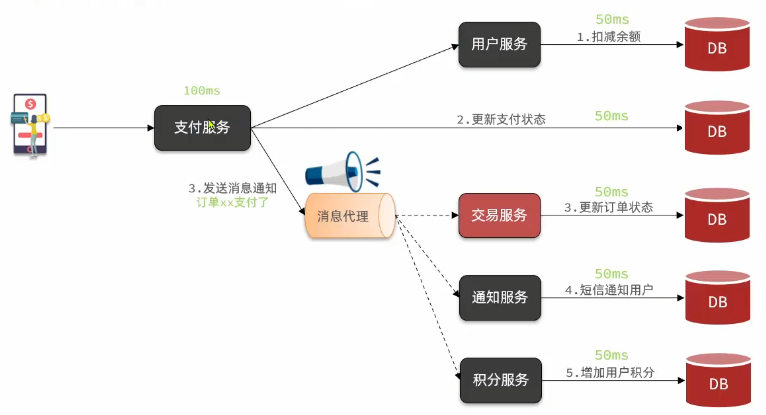 50ms
用户服务
1.扣减余额
DB
100ms
支付服务
2.更新支付状态
50ms
DB
3.发送消息通知
订单xx支付了
消息代理
50ms
交易服务
3.更新订单状态
DB
50ms
通知服务
4.短信通知用户
DB
50ms
积分服务
5.增加用户积分
DB